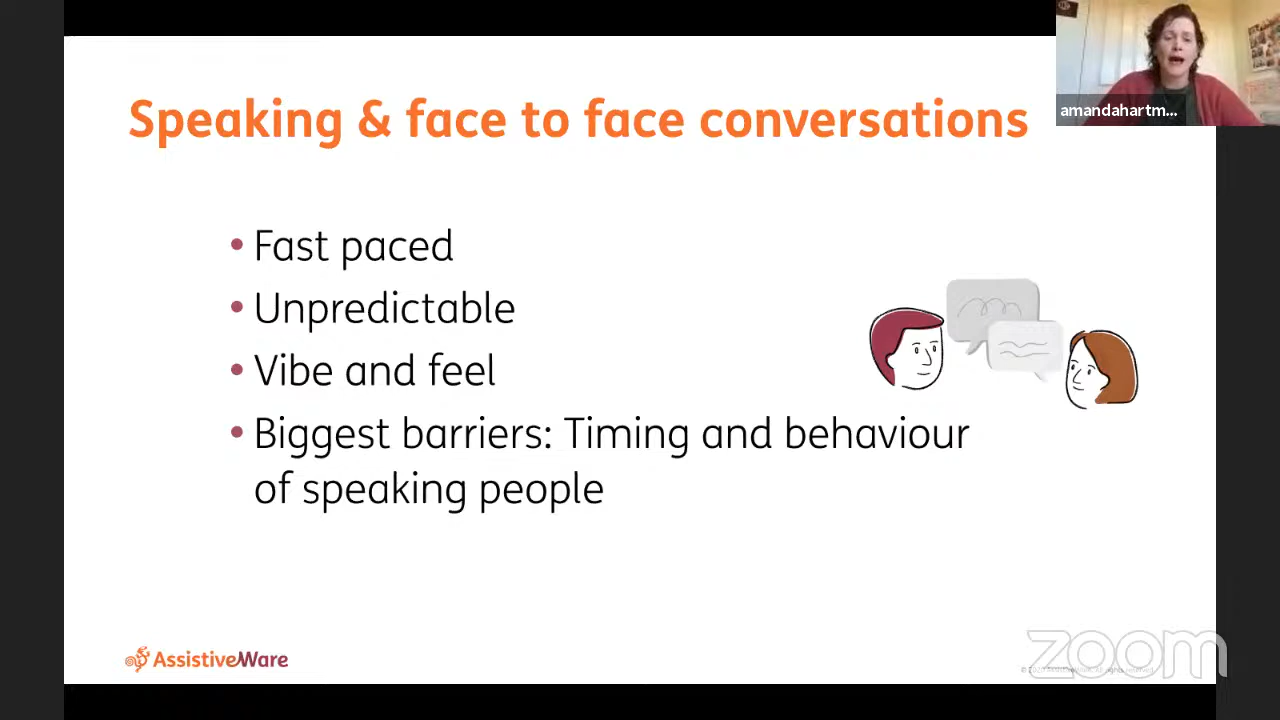 amandahartm...
Speaking & face to face conversations
• Fast paced
• Unpredictable
• Vibe and feel
• Biggest barriers: Timing and behaviour
of speaking people
AssistiveWare
zoom